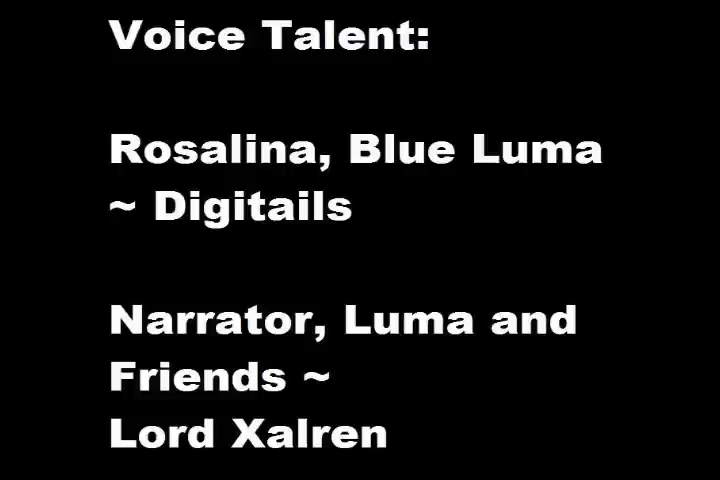 Voice Talent:
Rosalina, Blue Luma
~ Digitails
Narrator, Luma and
Friends ~
Lord Xalren